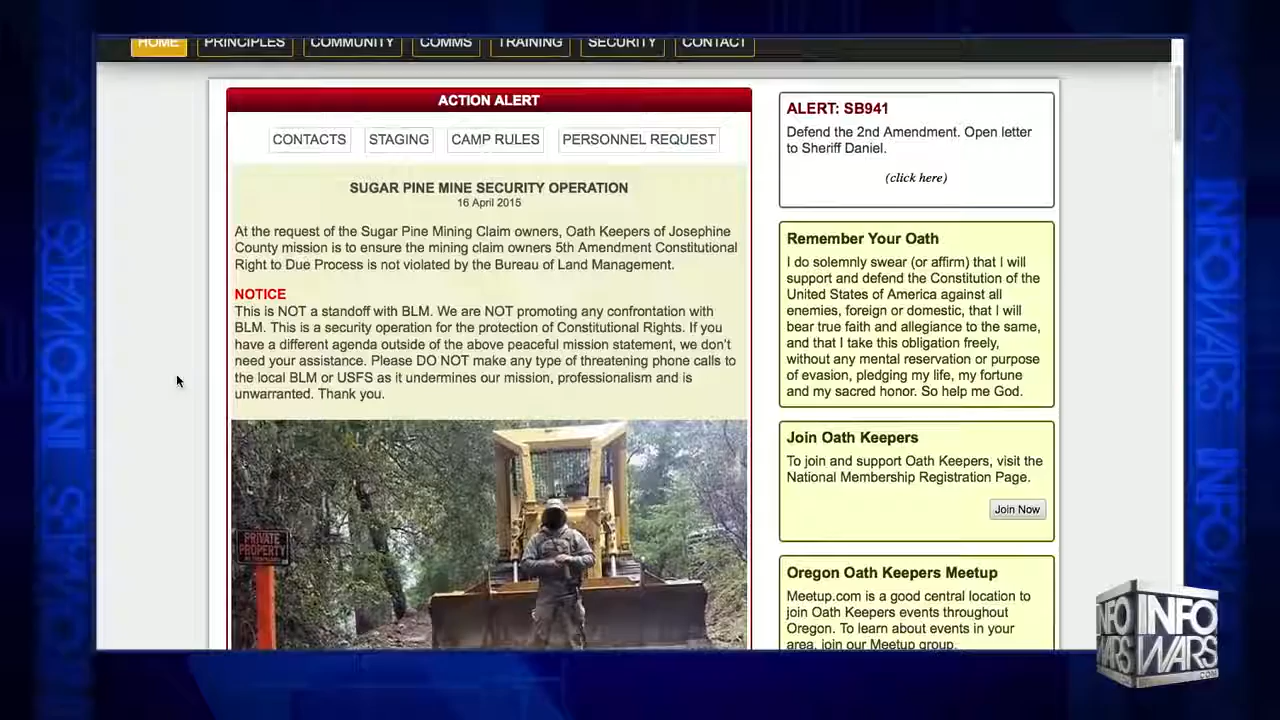 HOME PRINCIPLES COMMUNITY COMMS TRAINING SECURITY CONTACT
ACTION ALERT
CONTACTS STAGING CAMP RULES PERSONNEL REQUEST
SUGAR PINE MINE SECURITY OPERATION
16 April 2015
At the request of the Sugar Pine Mining Claim owners, Oath Keepers of Josephine
County mission is to ensure the mining claim owners 5th Amendment Constitutional
Right to Due Process is not violated by the Bureau of Land Management.
NOTICE
This is NOT a standoff with BLM. We are NOT promoting any confrontation with
BLM. This is a security operation for the protection of Constitutional Rights. If you
have a different agenda outside of the above peaceful mission statement, we don't
need your assistance. Please DO NOT make any type of threatening phone calls to
the local BLM or USFS as it undermines our mission, professionalism and is
unwarranted. Thank you.
PRIVATE
PROPERTY
ALERT: SB941
Defend the 2nd Amendment. Open letter
to Sheriff Daniel.
(click here)
Remember Your Oath
I do solemnly swear (or affirm) that I will
support and defend the Constitution of the
United States of America against all
enemies, foreign or domestic, that I will
bear true faith and allegiance to the same,
and that I take this obligation freely,
without any mental reservation or purpose
of evasion, pledging my life, my fortune
and my sacred honor. So help me God.
Join Oath Keepers
To join and support Oath Keepers, visit the
National Membership Registration Page.
Join Now
Oregon Oath Keepers Meetup
Meetup.com is a good central location to
join Oath Keepers events throughout
Oregon. To learn about events in your
area, join our Meetup group.
INFOWARS
INFOWARS
INFO INFO
WARS WARS
.COM